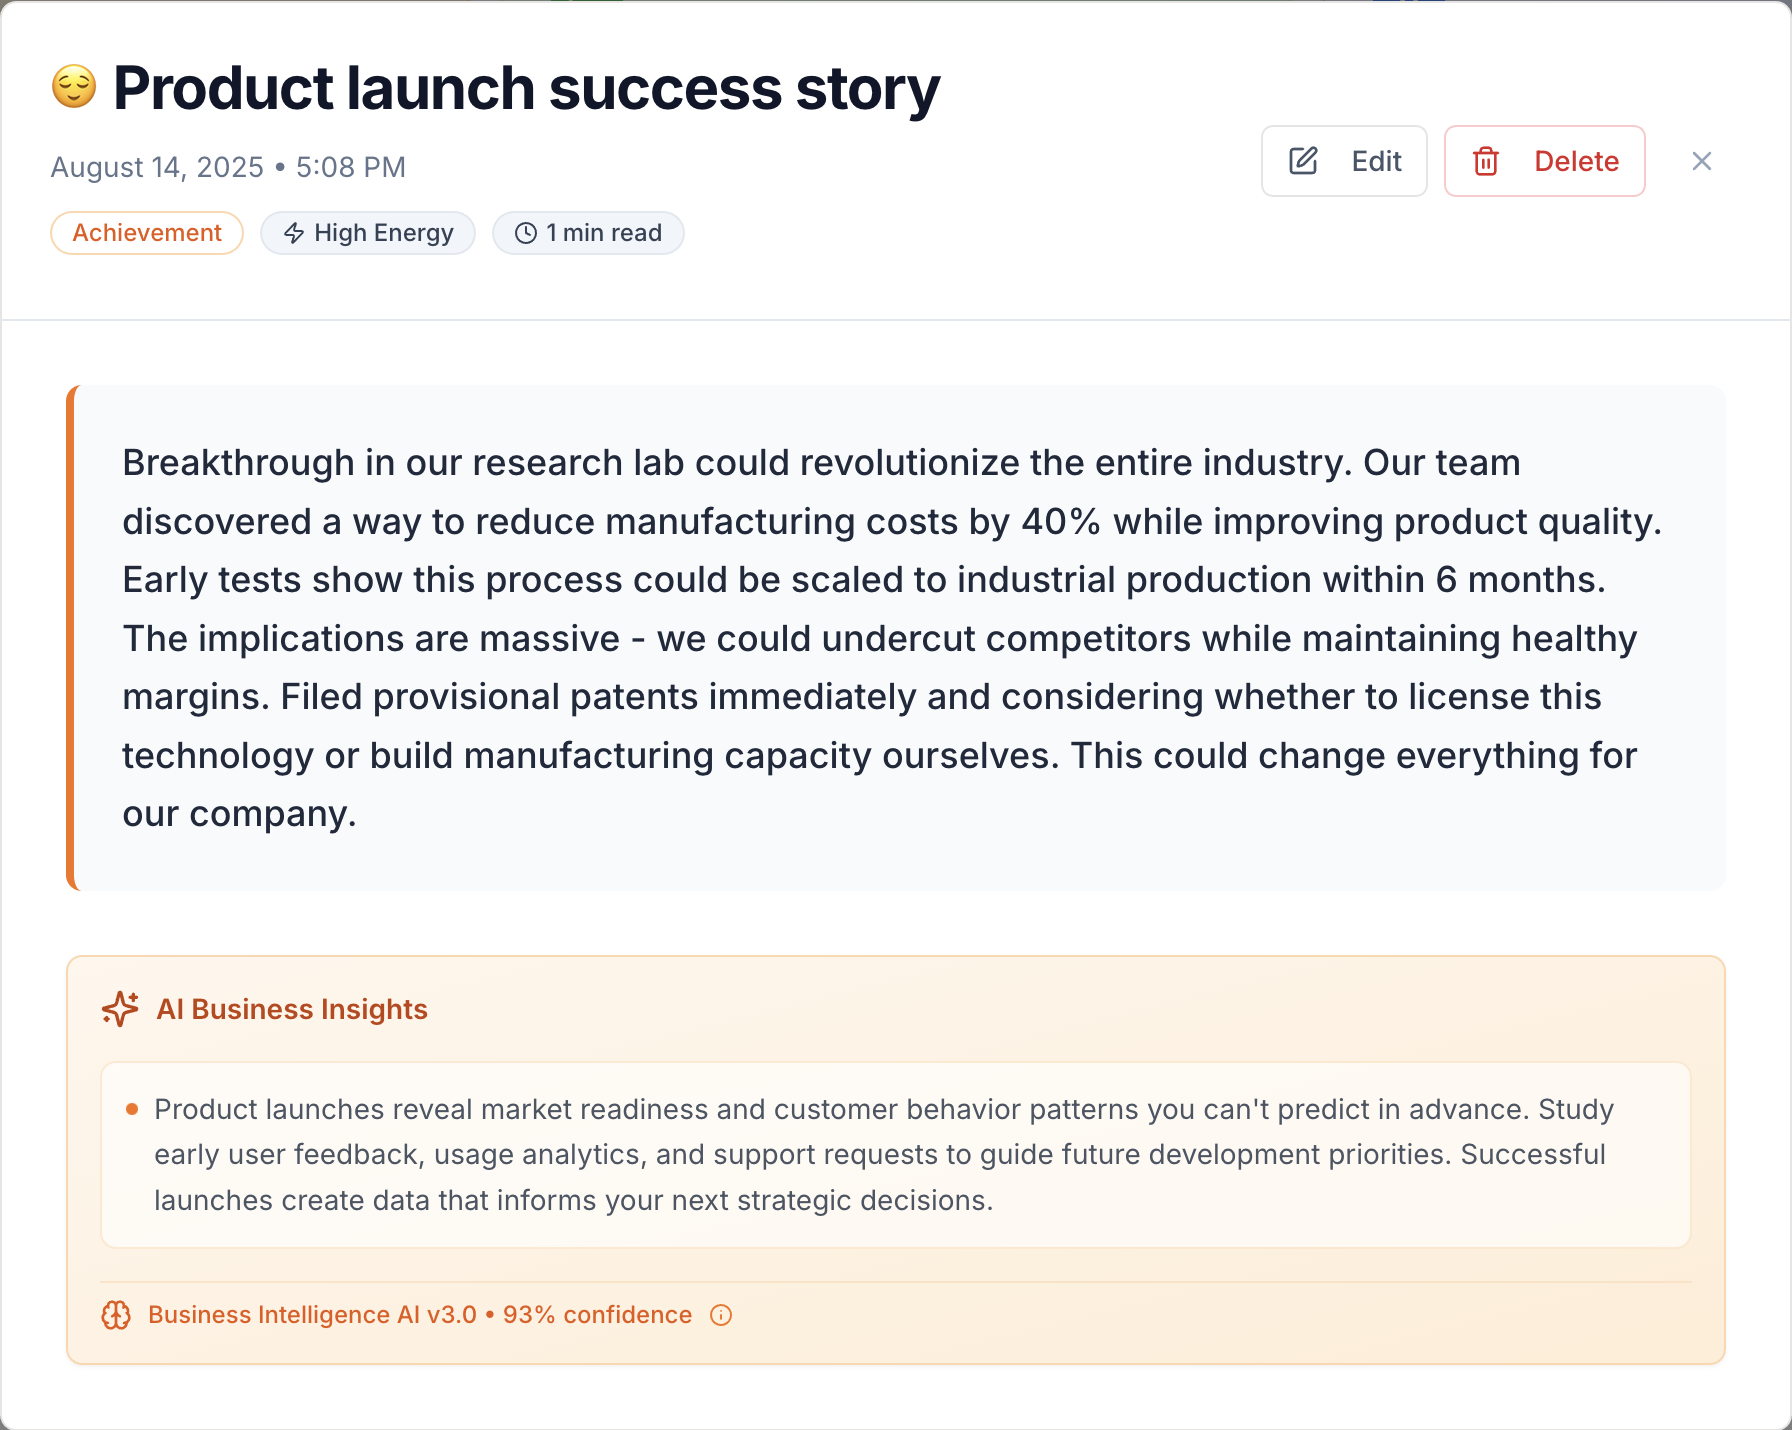 😌 Product launch success story
August 14, 2025 • 5:08 PM
Edit
Delete
Achievement
High Energy
1 min read
Breakthrough in our research lab could revolutionize the entire industry. Our team
discovered a way to reduce manufacturing costs by 40% while improving product quality.
Early tests show this process could be scaled to industrial production within 6 months.
The implications are massive - we could undercut competitors while maintaining healthy
margins. Filed provisional patents immediately and considering whether to license this
technology or build manufacturing capacity ourselves. This could change everything for
our company.
AI Business Insights
• Product launches reveal market readiness and customer behavior patterns you can't predict in advance. Study
early user feedback, usage analytics, and support requests to guide future development priorities. Successful
launches create data that informs your next strategic decisions.
Business Intelligence AI v3.0 • 93% confidence